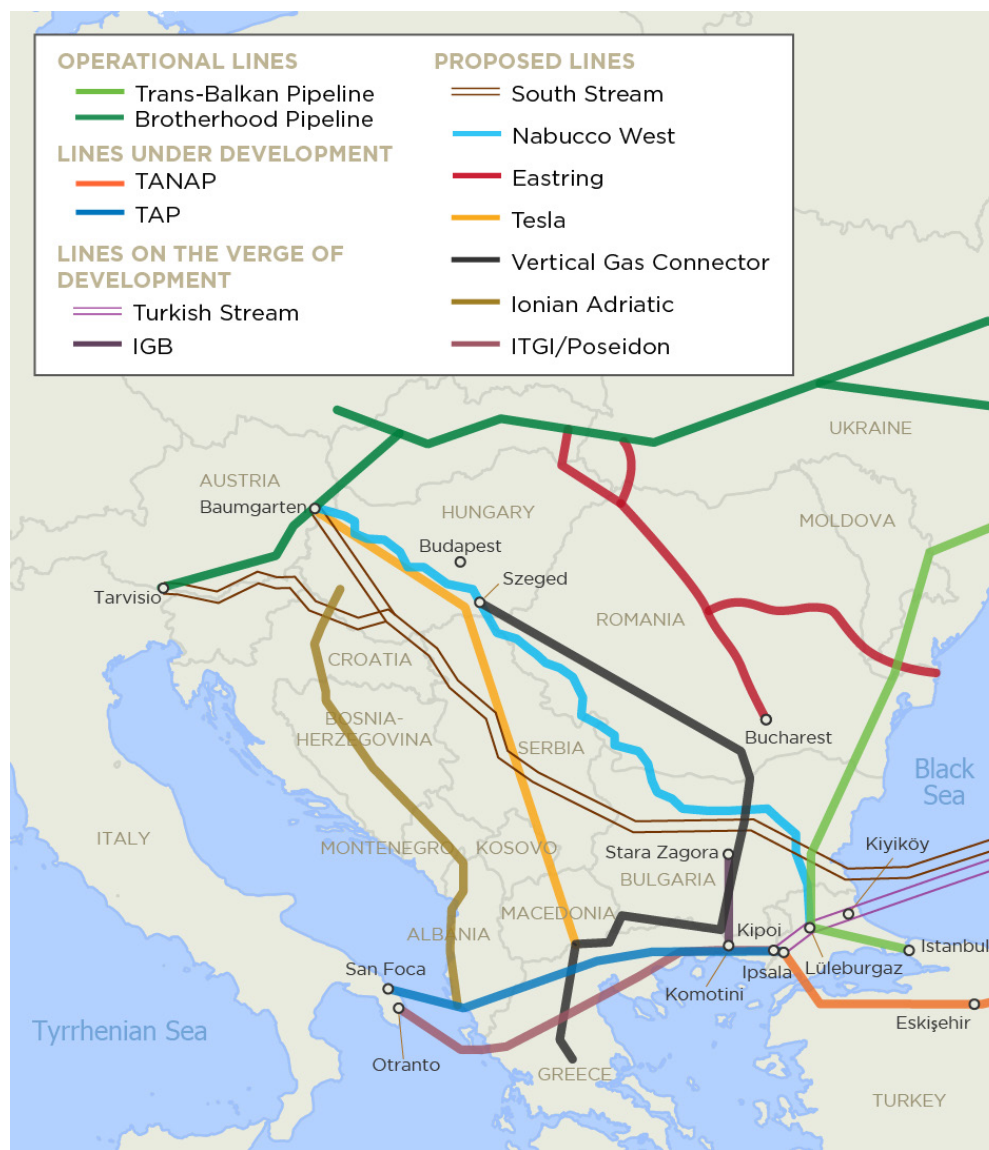 OPERATIONAL LINES
Trans-Balkan Pipeline
Brotherhood Pipeline
LINES UNDER DEVELOPMENT
TANAP
TAP
LINES ON THE VERGE OF
DEVELOPMENT
Turkish Stream
IGB
PROPOSED LINES
South Stream
Nabucco West
Eastring
Tesla
Vertical Gas Connector
Ionian Adriatic
ITGI/Poseidon
UKRAINE
AUSTRIA
Baumgarten
HUNGARY
MOLDOVA
Budapest
Szeged
Tarvisio
ROMANIA
CROATIA
BOSNIA-
HERZEGOVINA
SERBIA
Bucharest
Black
Sea
ITALY
MONTENEGRO
KOSOVO
Stara Zagora
Kiyiköy
BULGARIA
MACEDONIA
ALBANIA
Kipoi
Istanbul
San Foca
Ipsala
Lüleburgaz
Komotini
Tyrrhenian Sea
Eskişehir
Otranto
GREECE
TURKEY